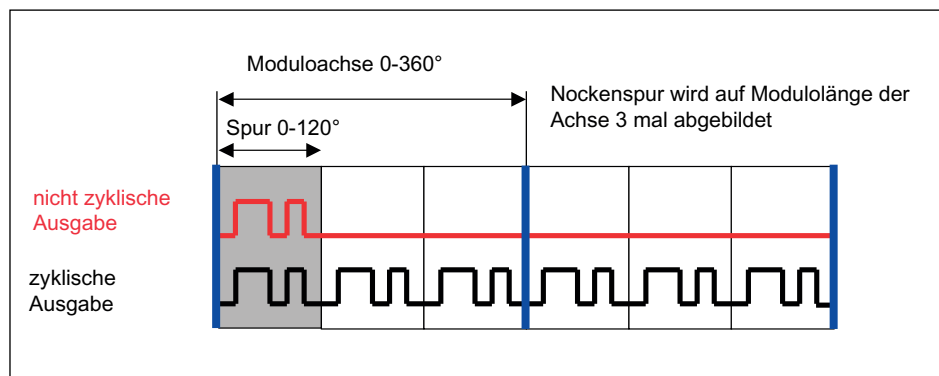 Moduloachse 0-360°
Nockenspur wird auf Modulolänge der
Achse 3 mal abgebildet
Spur 0-120°
nicht zyklische
Ausgabe
zyklische
Ausgabe